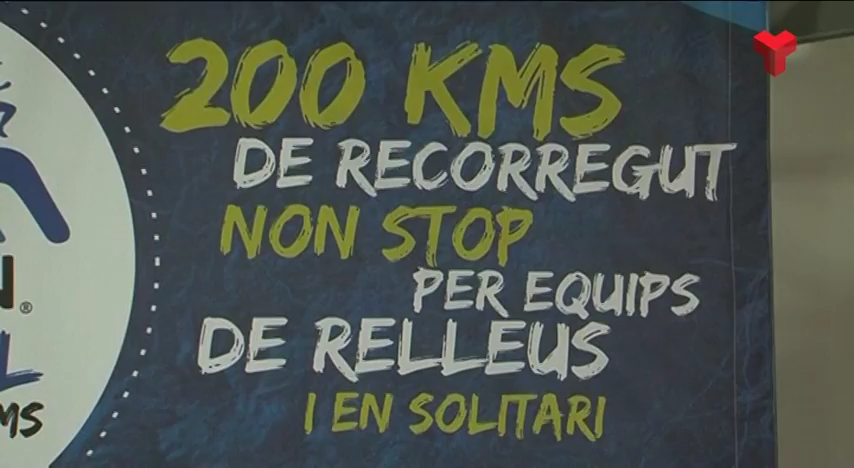 200 KMS
DE RECORREGUT
NON STOP
PER EQUIPS
DE RELLEUS
I EN SOLITARI